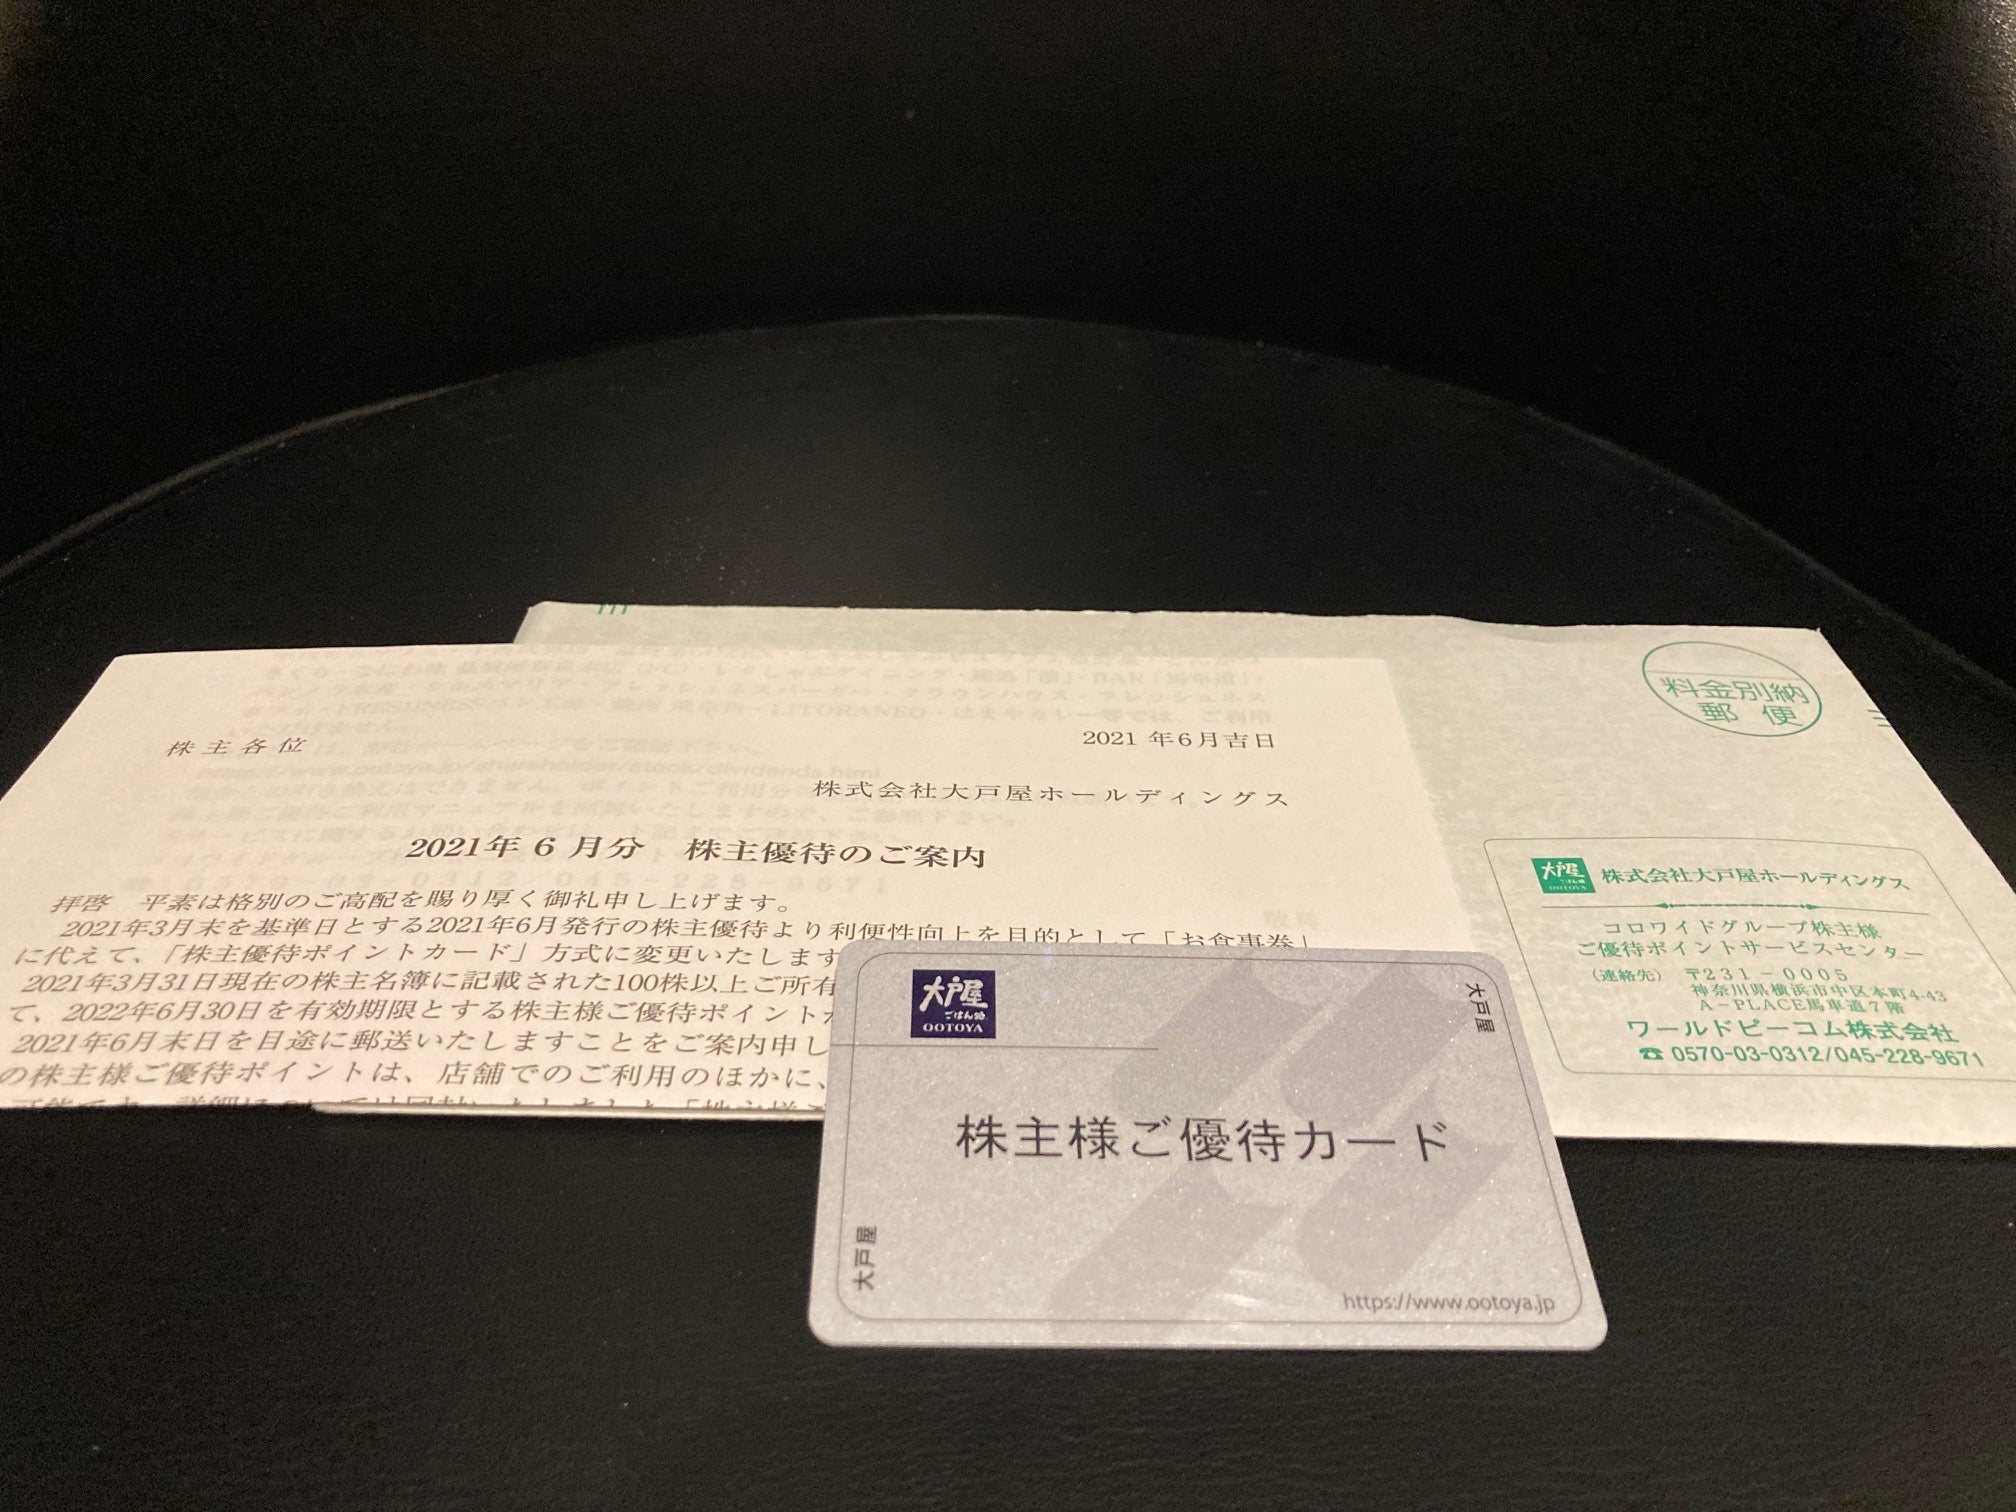 株主各位
2021年6月吉日
株式会社大戸屋ホールディングス
2021年6月分　株主優待のご案内
拝啓　平素は格別のご高配を賜り厚く御礼申し上げます。
2021年3月末を基準日とする2021年6月発行の株主優待より利便性向上を目的として「お食事券」
に代えて、「株主優待ポイントカード」方式に変更いたします
2021年3月31日現在の株主名簿に記載された100株以上ご所有
て、2022年6月30日を有効期限とする株主様ご優待ポイント
2021年6月末日を目途に郵送いたしますことをご案内申し
の株主様ご優待ポイントは、店舗でのご利用のほかに、
料金別納
郵便
大戸屋
ごはん処
OOTOYA
株式会社大戸屋ホールディングス
コロワイドグループ株主様
ご優待ポイントサービスセンター
（連絡先）〒231-0005
神奈川県横浜市中区本町4-43
A-PLACE馬車道7階
ワールドピーコム株式会社
☎ 0570-03-0312/045-228-9671
大戸屋
ごはん処
OOTOYA
大戸屋
株主様ご優待カード
大戸屋
https://www.ootoya.jp